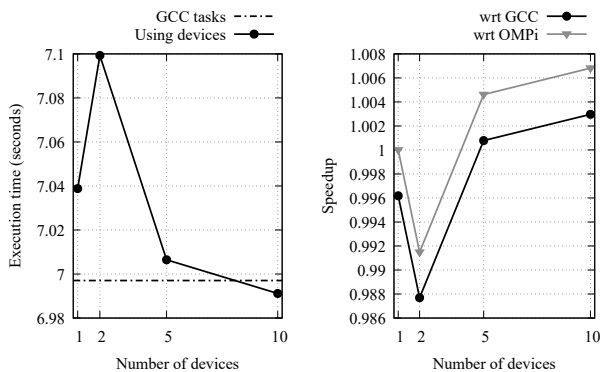 GCC tasks
Using devices
7.1
7.08
7.06
7.04
7.02
7
6.98
1 2 5 10
Execution time (seconds)
Number of devices
wrt GCC
wrt OMPi
1.008
1.006
1.004
1.002
1
0.998
0.996
0.994
0.992
0.99
0.988
0.986
1 2 5 10
Speedup
Number of devices